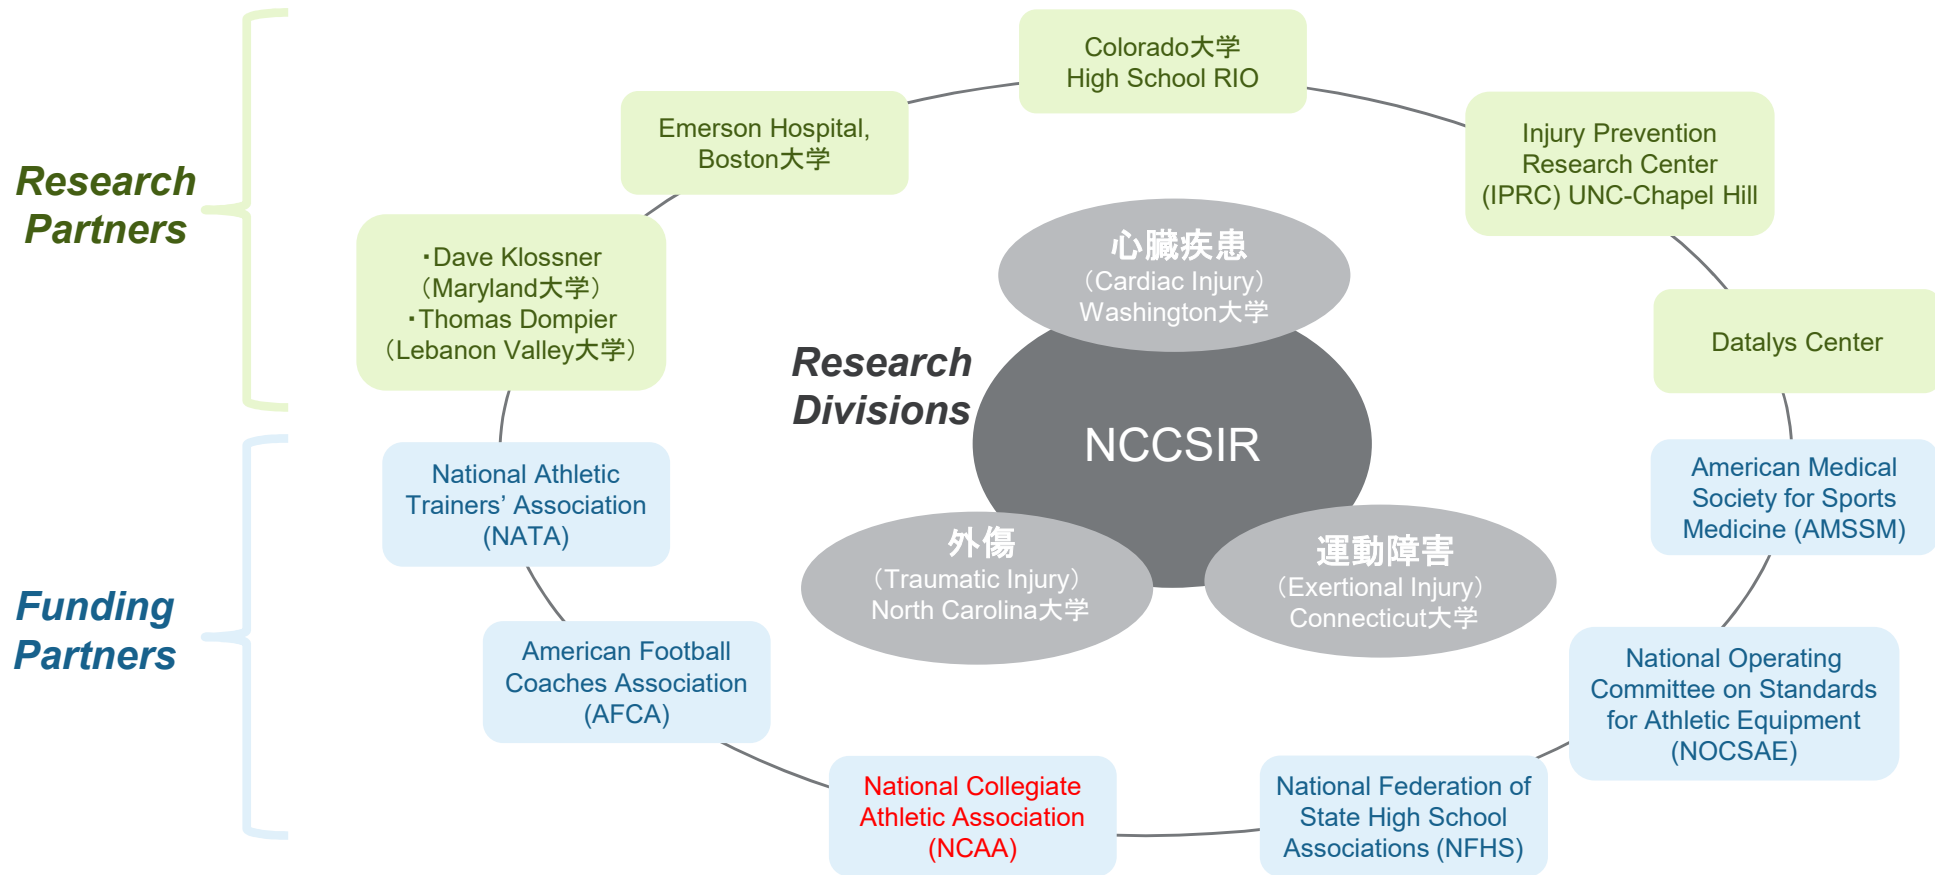 Research
Partners
Colorado大学
High School RIO
Emerson Hospital,
Boston大学
Injury Prevention
Research Center
(IPRC) UNC-Chapel Hill
・Dave Klossner
（Maryland大学）
・Thomas Dompier
（Lebanon Valley大学）
Datalys Center
心臓疾患
（Cardiac Injury）
Washington大学
Research
Divisions
NCCSIR
外傷
（Traumatic Injury）
North Carolina大学
運動障害
（Exertional Injury）
Connecticut大学
Funding
Partners
National Athletic
Trainers’ Association
(NATA)
American Medical
Society for Sports
Medicine (AMSSM)
American Football
Coaches Association
(AFCA)
National Operating
Committee on Standards
for Athletic Equipment
(NOCSAE)
National Collegiate
Athletic Association
(NCAA)
National Federation of
State High School
Associations (NFHS)